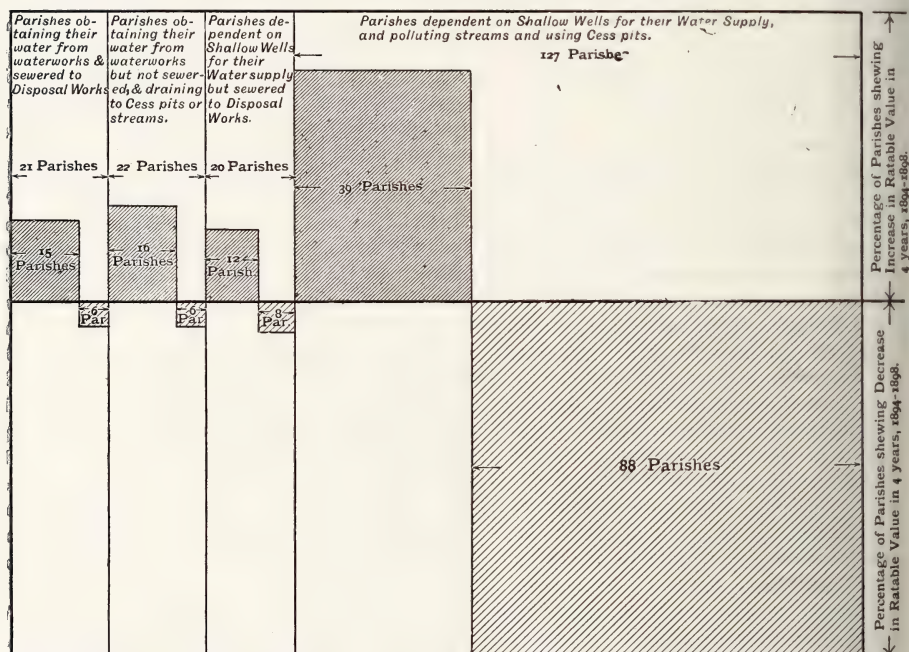 Parishes ob-
taining their
water from
waterworks &
sewered to
Disposal Works
Parishes ob-
taining their
water from
waterworks
but not sewer-
ed, & draining
to Cess pits or
streams.
Parishes de-
pendent on
Shallow Wells
for their
Water supply
but sewered
to Disposal
Works.
Parishes dependent on Shallow Wells for their Water Supply,
and polluting streams and using Cess pits.
127 Parishes
21 Parishes
22 Parishes
20 Parishes
39 Parishes
15
Parishes
16
Parishes
12
Parish.
6
Par
6
Par
8
Par.
88 Parishes
Percentage of Parishes shewing
Increase in Ratable Value in
4 years, 1894-1898.
Percentage of Parishes shewing Decrease
in Ratable Value in 4 years, 1894-1898.